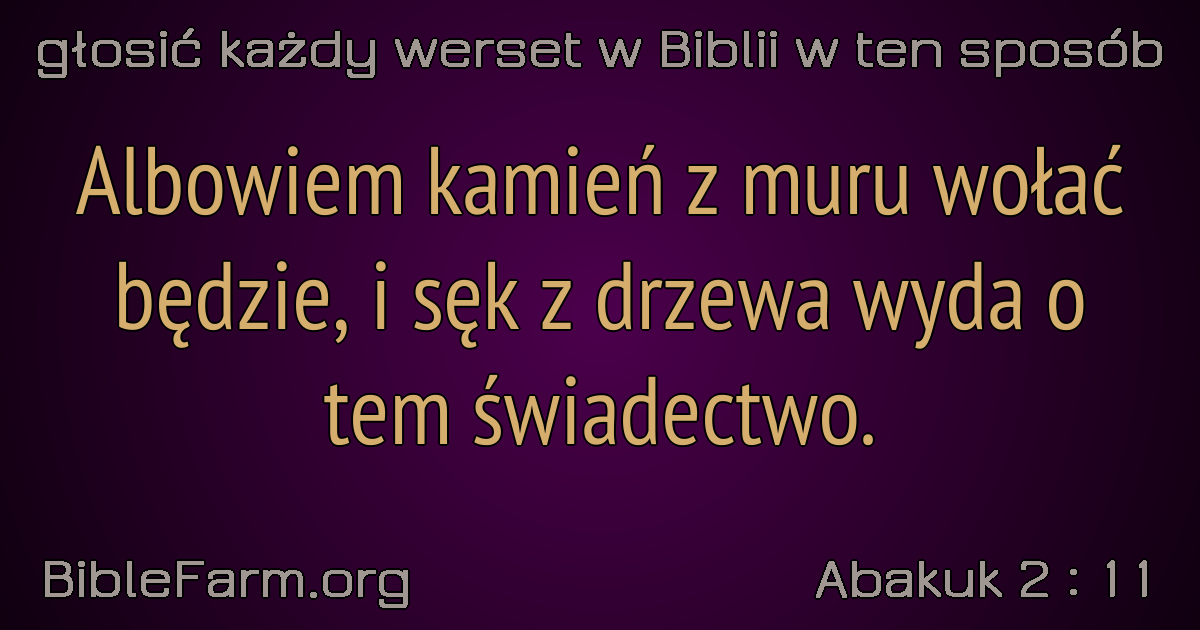 głosić każdy werset w Biblii w ten sposób
Albowiem kamień z muru wołać
będzie, i sęk z drzewa wyda o
tem świadectwo.
BibleFarm.org
Abakuk 2 : 11